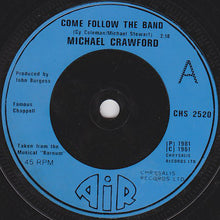 COME FOLLOW THE BAND
(Cy Coleman/Michael Stewart) 2:58
MICHAEL CRAWFORD
Produced by
John Burgess
A
Famous
Chappell
CHS 2520
Taken from the
Musical "Barnum"
45 RPM
(P) 1981
(C) 1981
CHRYSALIS
RECORDS LTD
CHRYSALIS
RECORDS LTD.
AIR